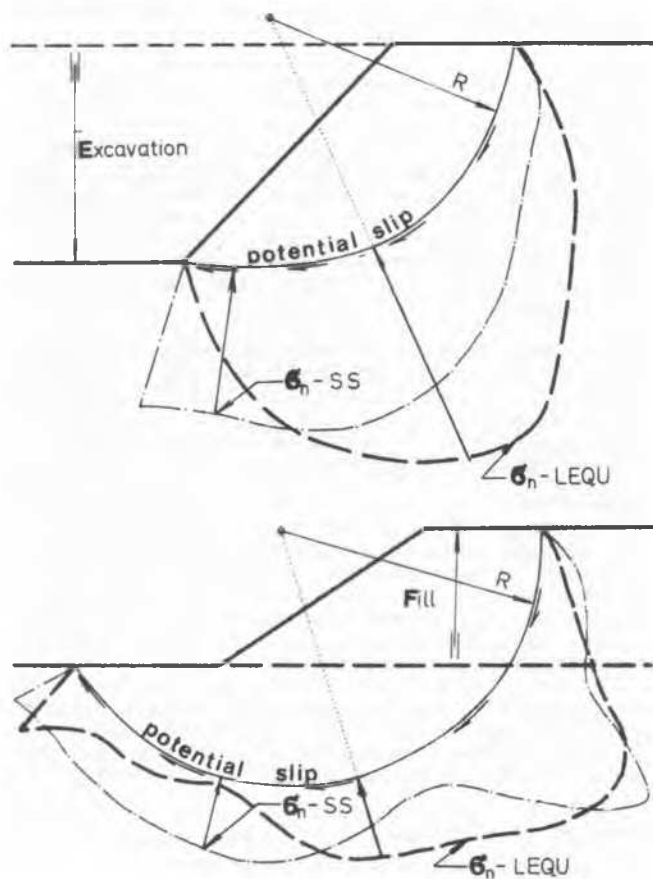 R
Excavation
potential slip
σn-SS
σn-LEQU
R
Fill
potential slip
σn-SS
σn-LEQU